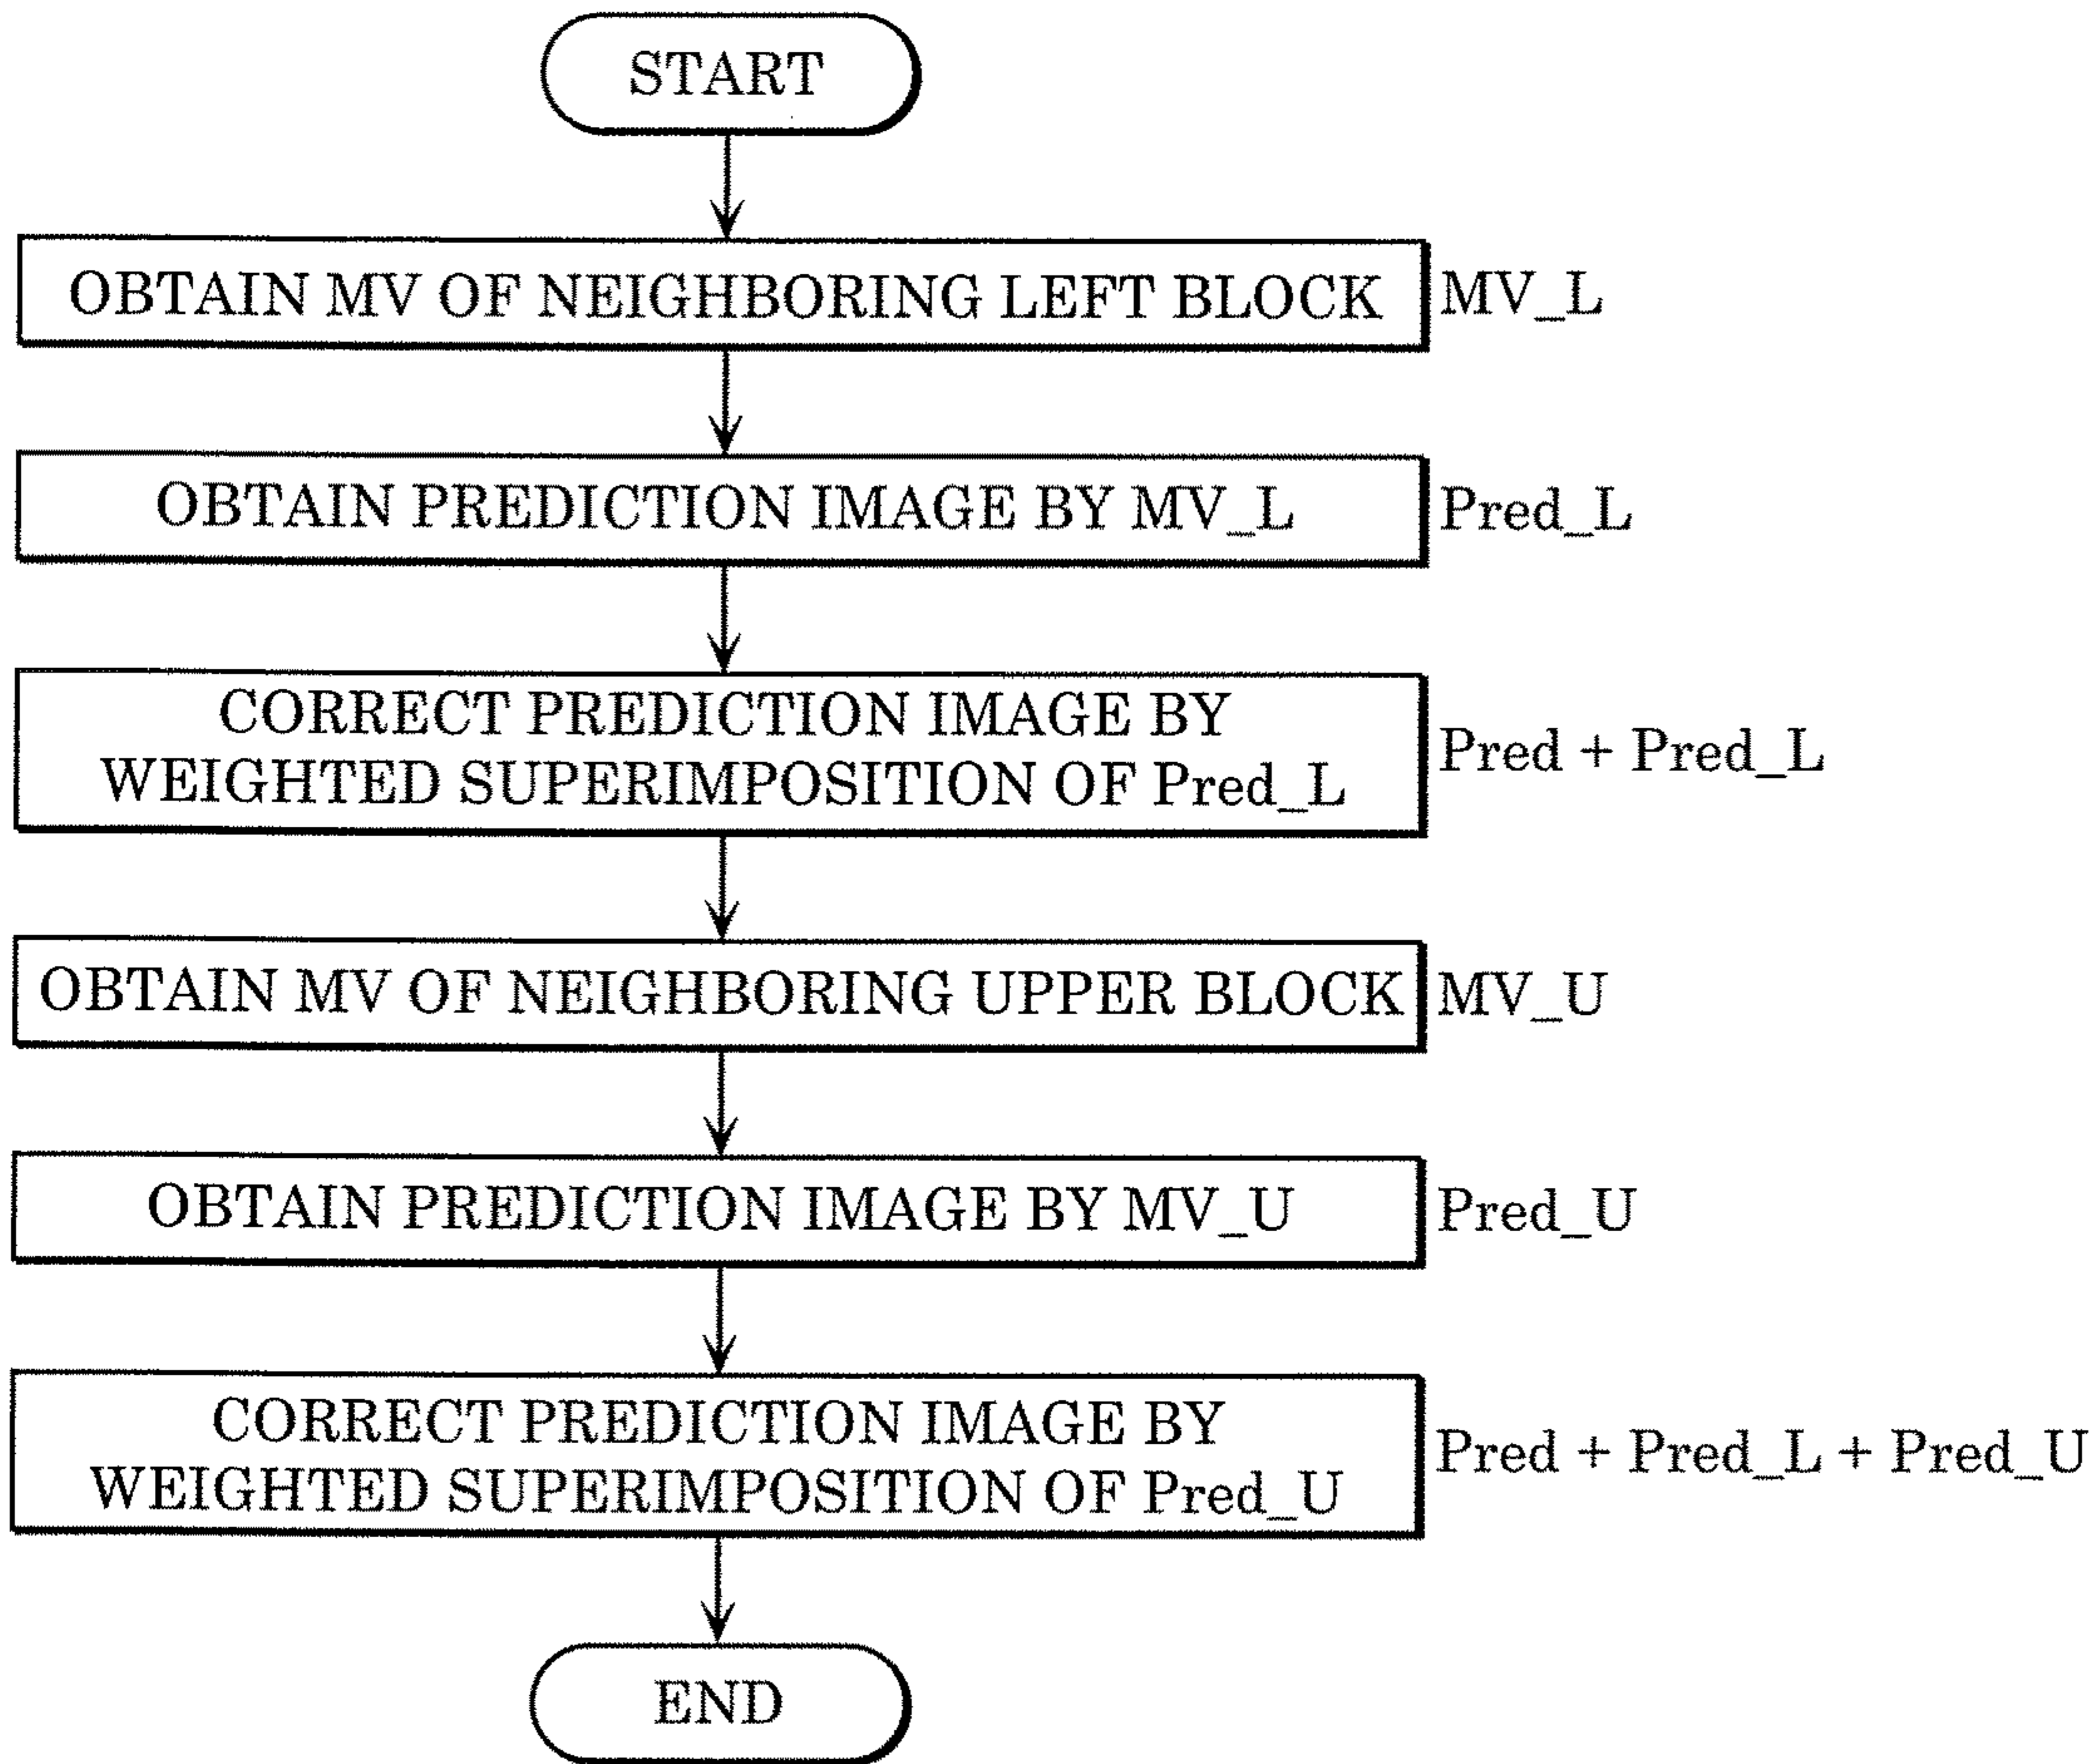 START
OBTAIN MV OF NEIGHBORING LEFT BLOCK
MV_L
OBTAIN PREDICTION IMAGE BY MV_L
Pred_L
CORRECT PREDICTION IMAGE BY
WEIGHTED SUPERIMPOSITION OF Pred_L
Pred + Pred_L
OBTAIN MV OF NEIGHBORING UPPER BLOCK
MV_U
OBTAIN PREDICTION IMAGE BY MV_U
Pred_U
CORRECT PREDICTION IMAGE BY
WEIGHTED SUPERIMPOSITION OF Pred_U
Pred + Pred_L + Pred_U
END